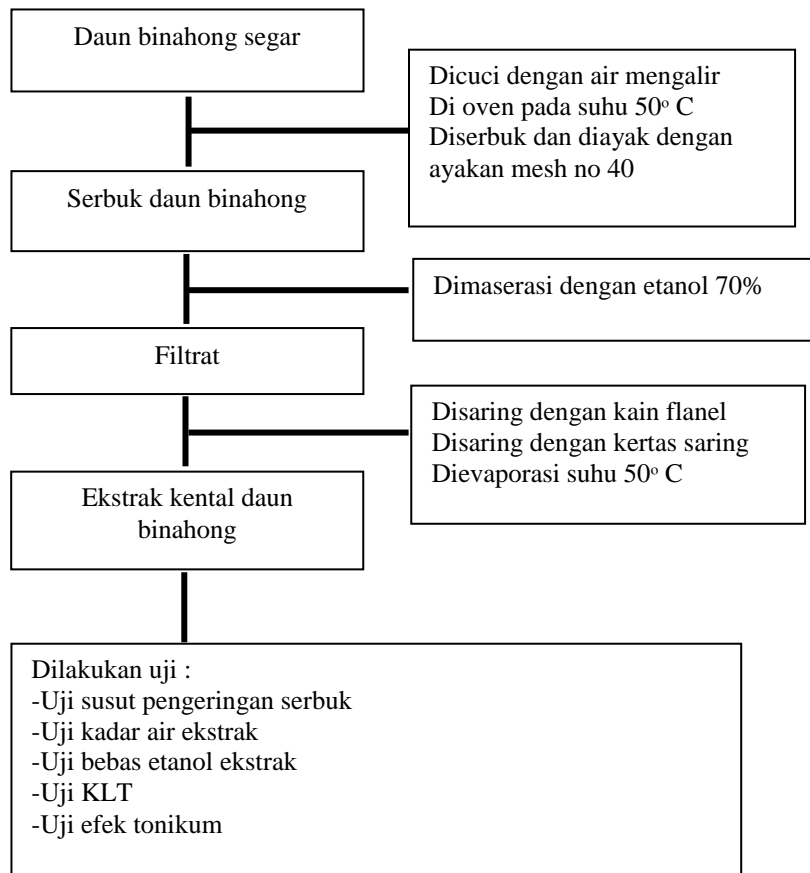 Daun binahong segar
Dicuci dengan air mengalir
Di oven pada suhu 50º C
Diserbuk dan diayak dengan
ayakan mesh no 40
Serbuk daun binahong
Dimaserasi dengan etanol 70%
Filtrat
Disaring dengan kain flanel
Disaring dengan kertas saring
Dievaporasi suhu 50º C
Ekstrak kental daun
binahong
Dilakukan uji :
-Uji susut pengeringan serbuk
-Uji kadar air ekstrak
-Uji bebas etanol ekstrak
-Uji KLT
-Uji efek tonikum